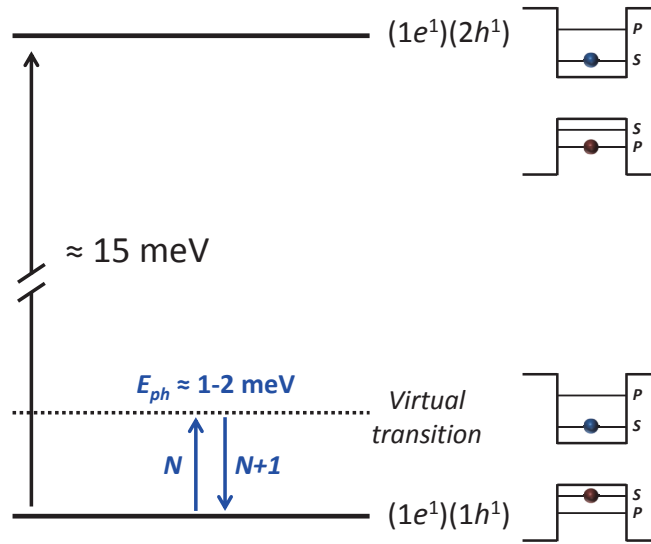 (1e¹)(2h¹)
P
S
S
P
≈ 15 meV
E_ph ≈ 1-2 meV
Virtual
transition
P
S
N
N+1
(1e¹)(1h¹)
S
P